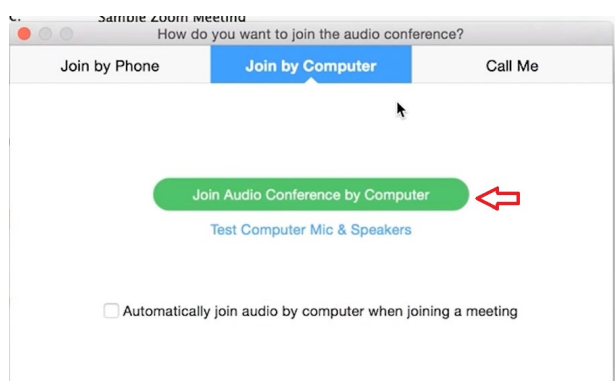 How do you want to join the audio conference?
Join by Phone
Join by Computer
Call Me
Join Audio Conference by Computer
Test Computer Mic & Speakers
Automatically join audio by computer when joining a meeting